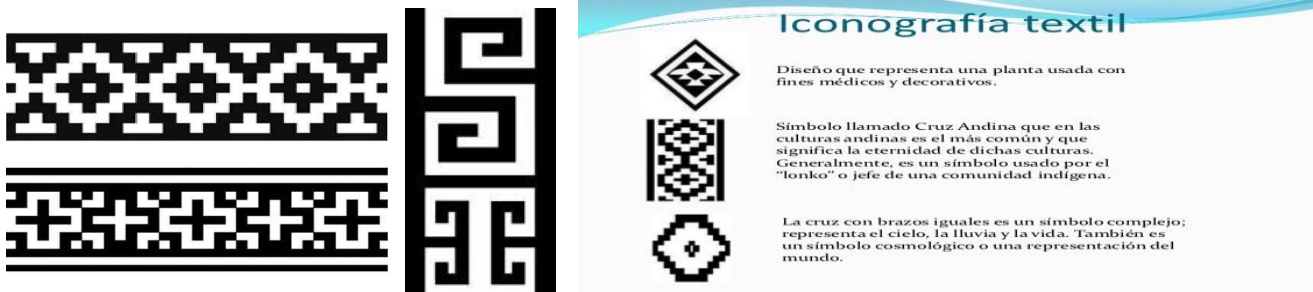 Iconografía textil
Diseño que representa una planta usada con
fines médicos y decorativos.
Símbolo llamado Cruz Andina que en las
culturas andinas es el más común y que
significa la eternidad de dichas culturas.
Generalmente, es un símbolo usado por el
“lonko” o jefe de una comunidad indígena.
La cruz con brazos iguales es un símbolo complejo;
representa el cielo, la lluvia y la vida. También es
un símbolo cosmológico o una representación del
mundo.